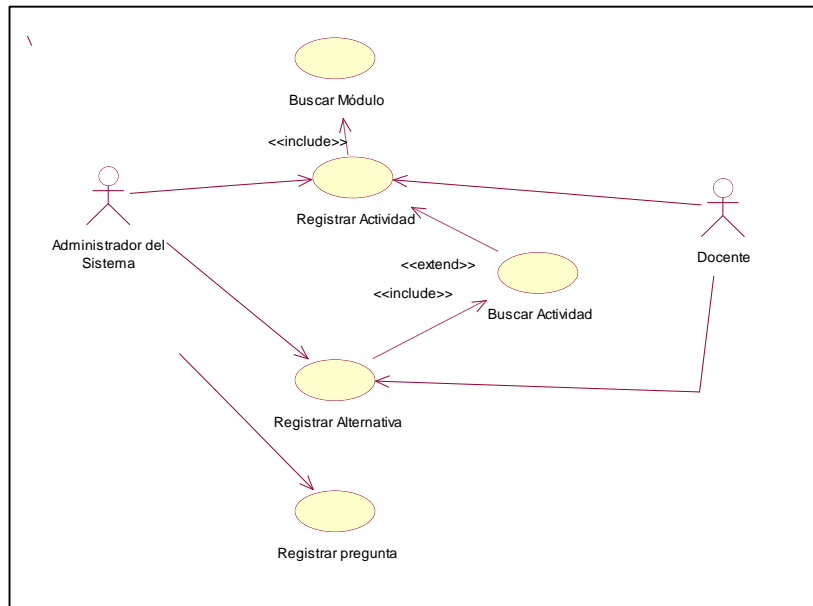 \
Buscar Módulo
<<include>>
Registrar Actividad
Administrador del
Sistema
Docente
<<extend>>
<<include>>
Buscar Actividad
Registrar Alternativa
Registrar pregunta